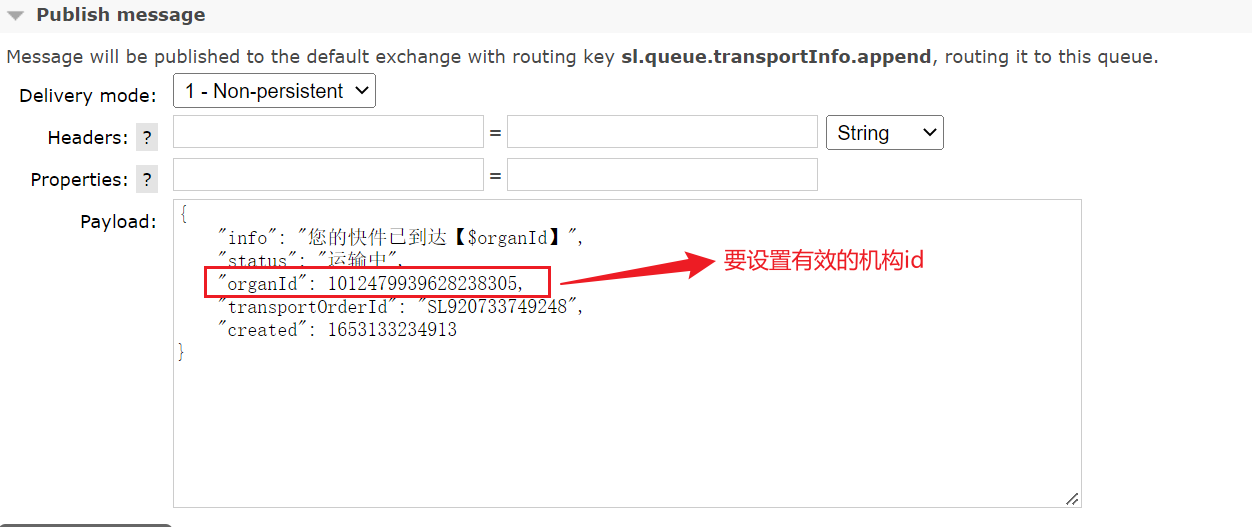 Publish message
Message will be published to the default exchange with routing key sl.queue.transportInfo.append, routing it to this queue.
Delivery mode: 1 - Non-persistent
Headers: ? = String
Properties: ? =
Payload: {
"info": "您的快件已到达【$organId】",
"status": "运输中",
"organId": 1012479939628238305, 要设置有效的机构id
"transportOrderId": "SL920733749248",
"created": 1653133234913
}